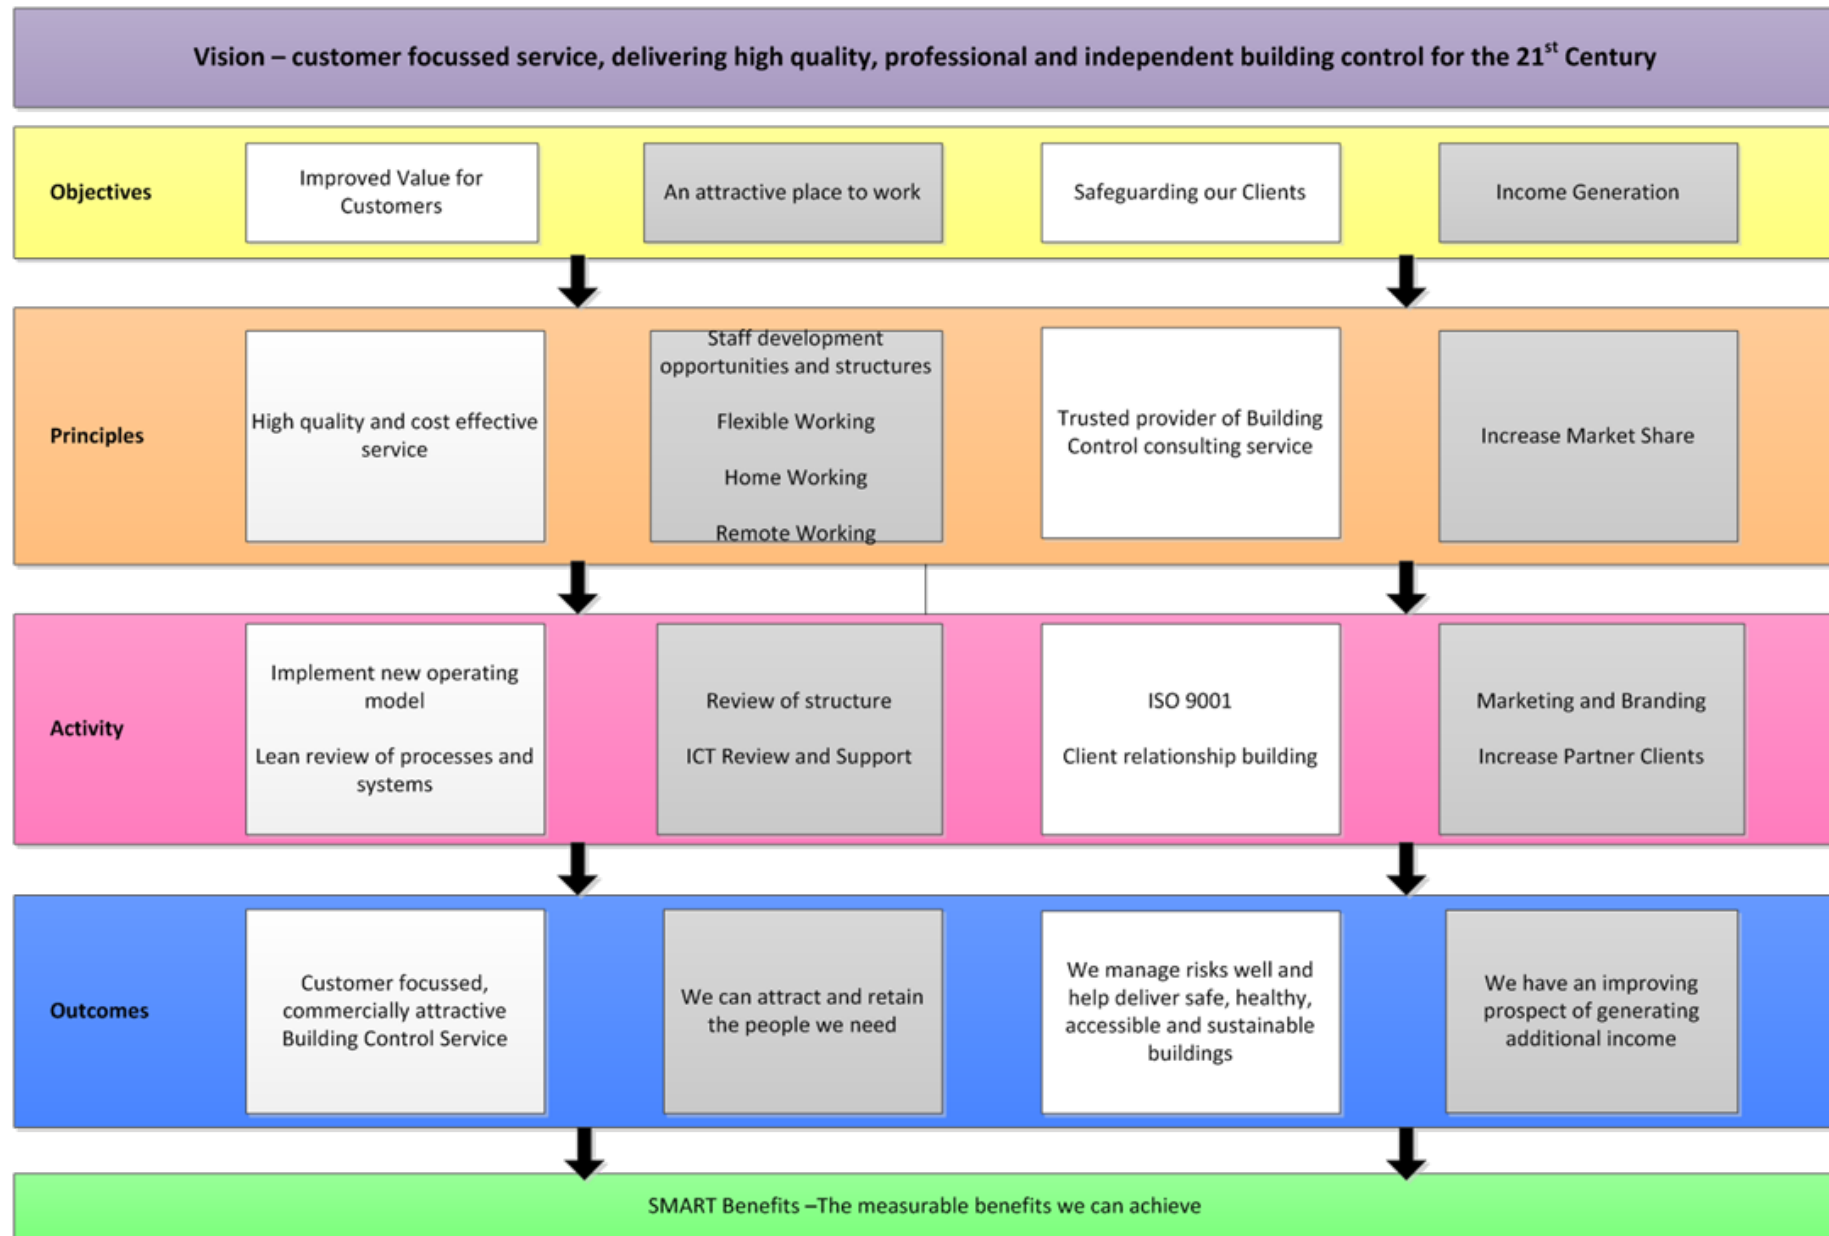 Vision – customer focussed service, delivering high quality, professional and independent building control for the 21st Century
Objectives
Improved Value for
Customers
An attractive place to work
Safeguarding our Clients
Income Generation
Principles
High quality and cost effective
service
Staff development
opportunities and structures
Flexible Working
Home Working
Remote Working
Trusted provider of Building
Control consulting service
Increase Market Share
Activity
Implement new operating
model
Lean review of processes and
systems
Review of structure
ICT Review and Support
ISO 9001
Client relationship building
Marketing and Branding
Increase Partner Clients
Outcomes
Customer focussed,
commercially attractive
Building Control Service
We can attract and retain
the people we need
We manage risks well and
help deliver safe, healthy,
accessible and sustainable
buildings
We have an improving
prospect of generating
additional income
SMART Benefits –The measurable benefits we can achieve